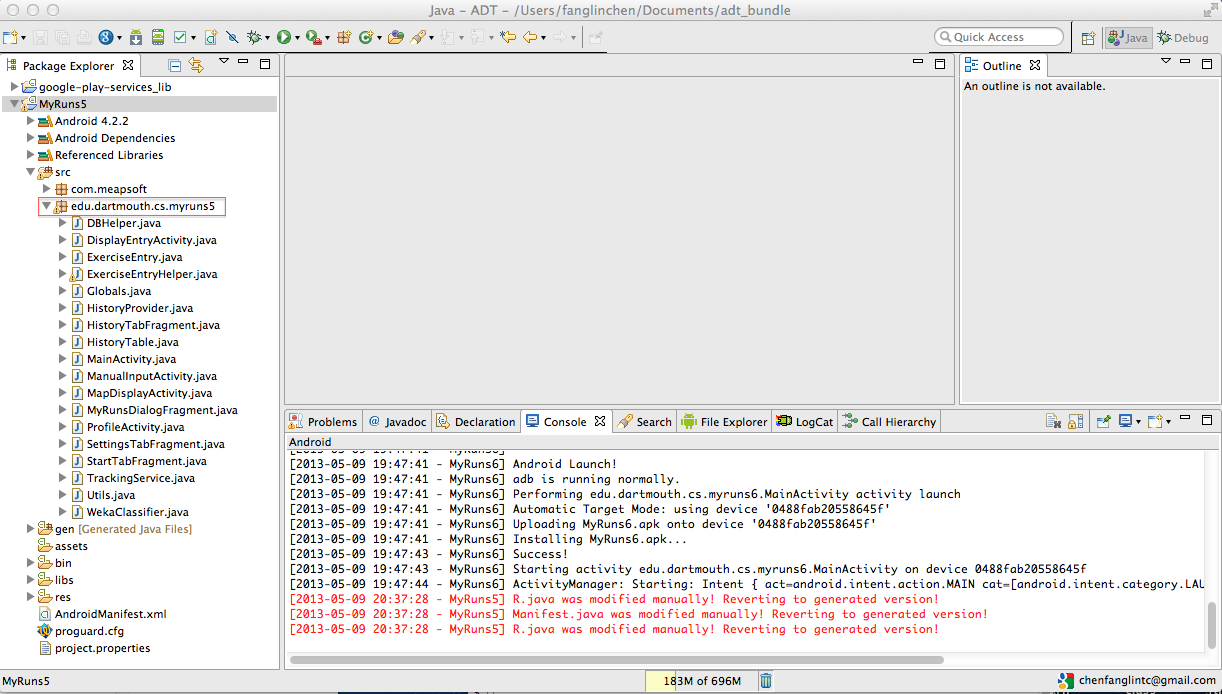 Java – ADT – /Users/fanglinchen/Documents/adt_bundle
Quick Access
Java
Debug
Package Explorer
google-play-services_lib
MyRuns5
Android 4.2.2
Android Dependencies
Referenced Libraries
src
com.meapsoft
edu.dartmouth.cs.myruns5
DBHelper.java
DisplayEntryActivity.java
ExerciseEntry.java
ExerciseEntryHelper.java
Globals.java
HistoryProvider.java
HistoryTabFragment.java
HistoryTable.java
MainActivity.java
ManualInputActivity.java
MapDisplayActivity.java
MyRunsDialogFragment.java
ProfileActivity.java
SettingsTabFragment.java
StartTabFragment.java
TrackingService.java
Utils.java
WekaClassifier.java
gen [Generated Java Files]
assets
bin
libs
res
AndroidManifest.xml
proguard.cfg
project.properties
Outline
An outline is not available.
Problems @ Javadoc Declaration Console Search File Explorer LogCat Call Hierarchy
Android
[2013-05-09 19:47:41 - MyRuns6]
[2013-05-09 19:47:41 - MyRuns6] Android Launch!
[2013-05-09 19:47:41 - MyRuns6] adb is running normally.
[2013-05-09 19:47:41 - MyRuns6] Performing edu.dartmouth.cs.myruns6.MainActivity activity launch
[2013-05-09 19:47:41 - MyRuns6] Automatic Target Mode: using device '0488fab20558645f'
[2013-05-09 19:47:41 - MyRuns6] Uploading MyRuns6.apk onto device '0488fab20558645f'
[2013-05-09 19:47:41 - MyRuns6] Installing MyRuns6.apk...
[2013-05-09 19:47:43 - MyRuns6] Success!
[2013-05-09 19:47:43 - MyRuns6] Starting activity edu.dartmouth.cs.myruns6.MainActivity on device 0488fab20558645f
[2013-05-09 19:47:44 - MyRuns6] ActivityManager: Starting: Intent { act=android.intent.action.MAIN cat=[android.intent.category.LAU
[2013-05-09 20:37:28 - MyRuns5] R.java was modified manually! Reverting to generated version!
[2013-05-09 20:37:28 - MyRuns5] Manifest.java was modified manually! Reverting to generated version!
[2013-05-09 20:37:28 - MyRuns5] R.java was modified manually! Reverting to generated version!
MyRuns5
183M of 696M
chenfanglintc@gmail.com